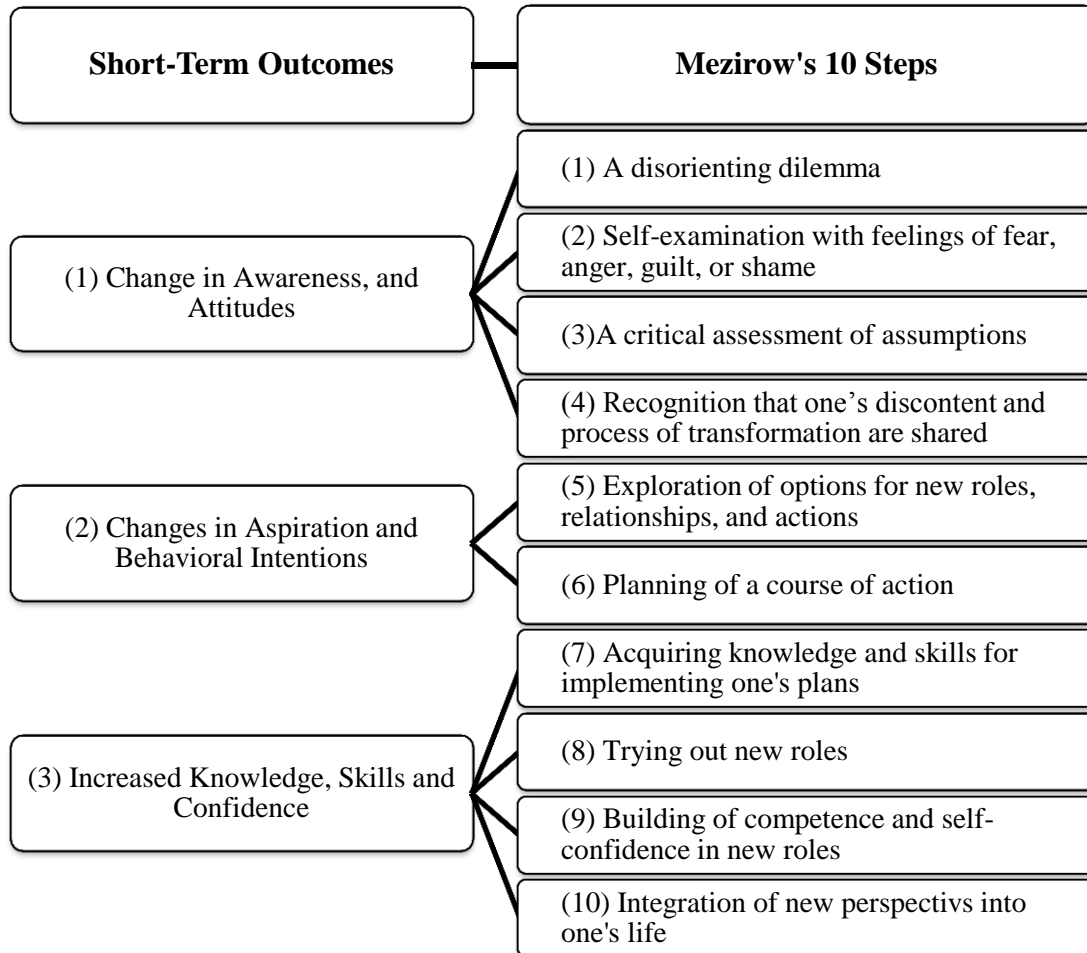 Short-Term Outcomes
Mezirow's 10 Steps
(1) Change in Awareness, and
Attitudes
(1) A disorienting dilemma
(2) Self-examination with feelings of fear,
anger, guilt, or shame
(3)A critical assessment of assumptions
(4) Recognition that one’s discontent and
process of transformation are shared
(2) Changes in Aspiration and
Behavioral Intentions
(5) Exploration of options for new roles,
relationships, and actions
(6) Planning of a course of action
(3) Increased Knowledge, Skills and
Confidence
(7) Acquiring knowledge and skills for
implementing one's plans
(8) Trying out new roles
(9) Building of competence and self-
confidence in new roles
(10) Integration of new perspectivs into
one's life